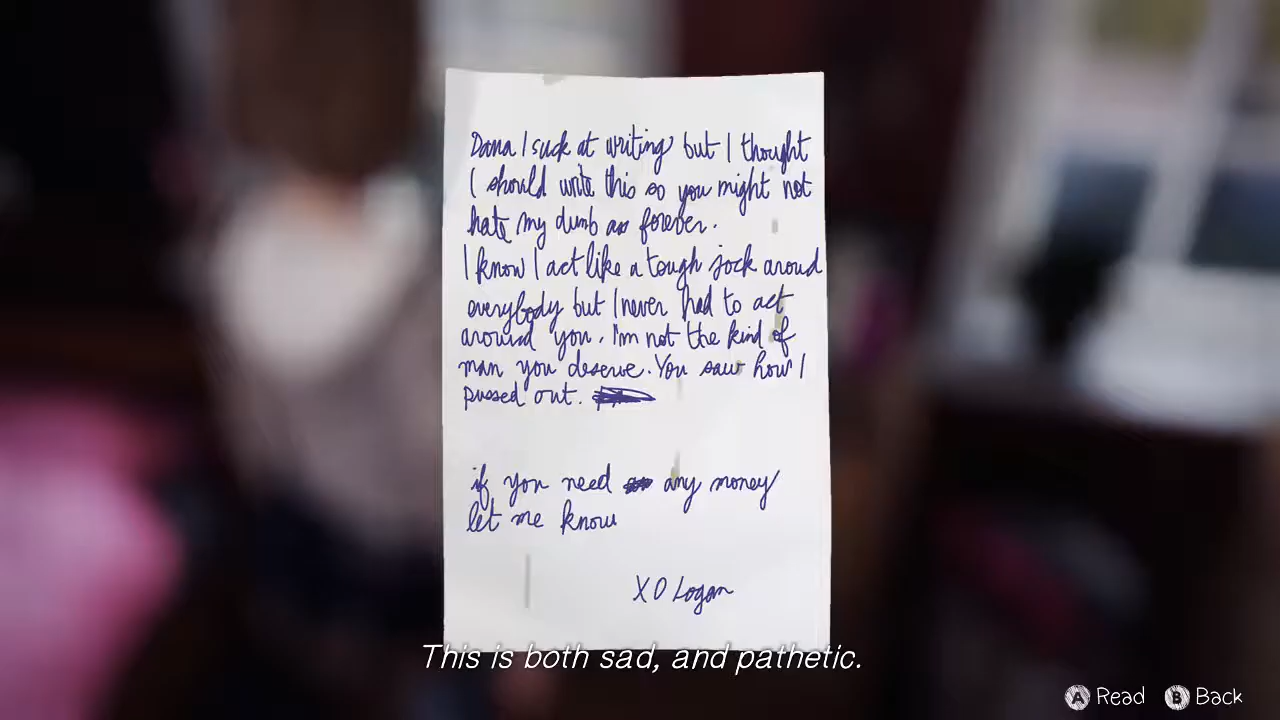 Dana I suck at writing but I thought
I should write this so you might not
hate my dumb ass forever.
I know I act like a tough jock aroud
everybody but I never had to act
around you. I'm not the kind of
man you deserve. You saw how I
pussed out.
if you need any money
let me know
XO Logan
This is both sad, and pathetic.
A Read B Back